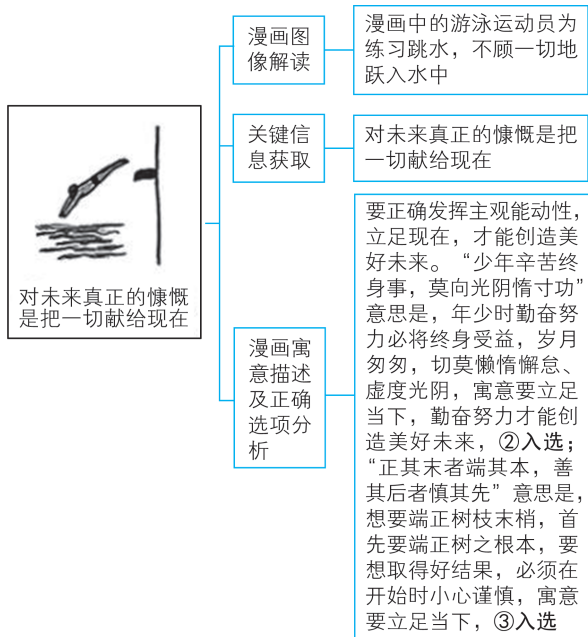 漫画图
像解读
漫画中的游泳运动员为
练习跳水，不顾一切地
跃入水中
关键信
息获取
对未来真正的慷慨是把
一切献给现在
对未来真正的慷慨
是把一切献给现在
漫画寓
意描述
及正确
选项分
析
要正确发挥主观能动性，
立足现在，才能创造美
好未来。“少年辛苦终
身事，莫向光阴惰寸功”
意思是，年少时勤奋努
力必将终身受益，岁月
匆匆，切莫懒惰懈怠、
虚度光阴，寓意要立足
当下，勤奋努力才能创
造美好未来，②入选；
“正其末者端其本，善
其后者慎其先”意思是，
想要端正树枝末梢，首
先要端正树之根本，要
想取得好结果，必须在
开始时小心谨慎，寓意
要立足当下，③入选